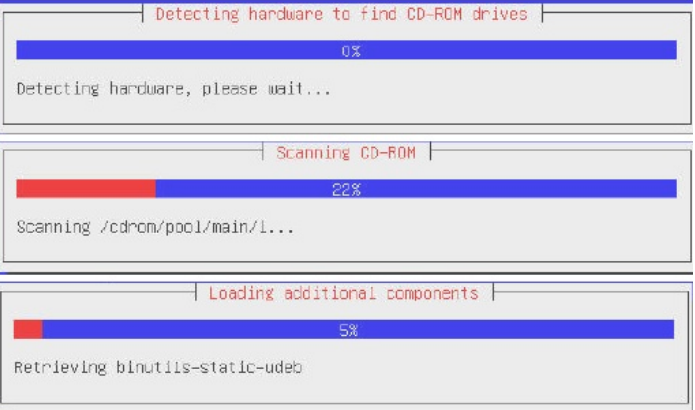 Detecting hardware to find CD-ROM drives
0%
Detecting hardware, please wait...
Scanning CD-ROM
22%
Scanning /cdrom/pool/main/l...
Loading additional components
5%
Retrieving binutils-static-udeb